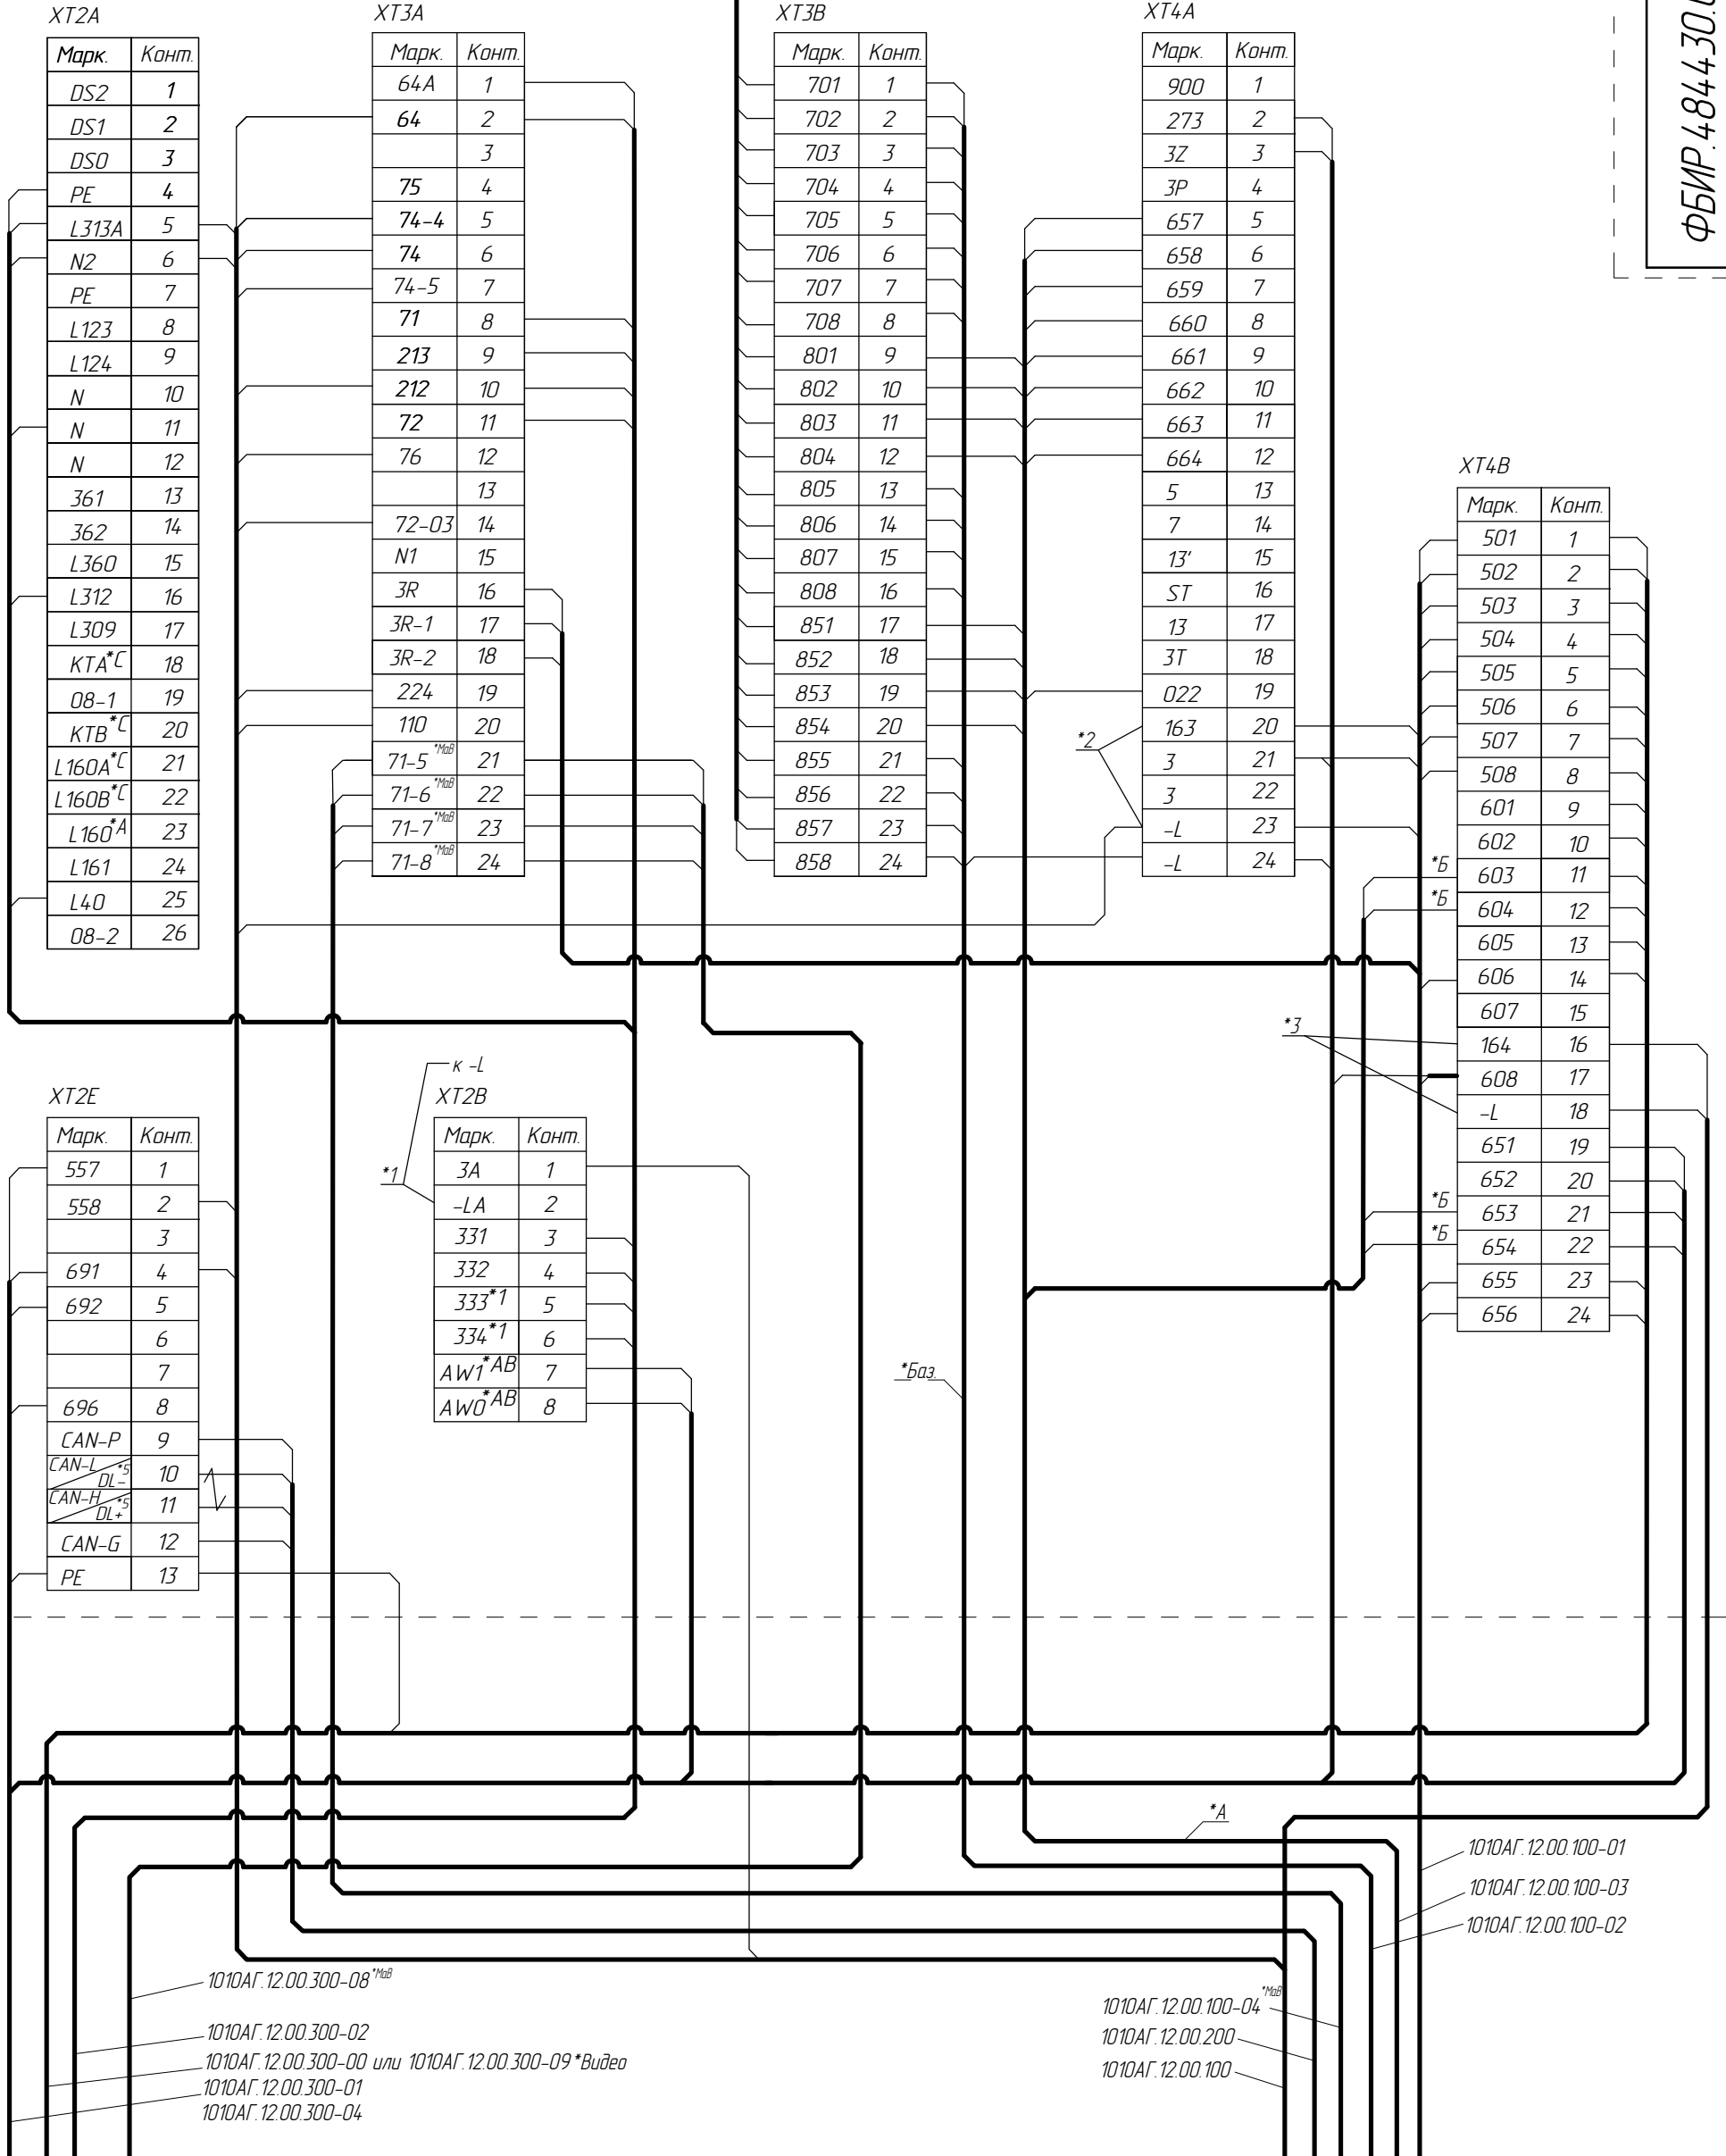 ХТ2А
Марк. Конт.
DS2 1
DS1 2
DS0 3
PE 4
L313A 5
N2 6
PE 7
L123 8
L124 9
N 10
N 11
N 12
361 13
362 14
L360 15
L312 16
L309 17
КТА*С 18
08-1 19
КТВ*С 20
L160А*С 21
L160В*С 22
L160*А 23
L161 24
L40 25
08-2 26
ХТ3А
Марк. Конт.
64А 1
64 2
3
75 4
74-4 5
74 6
74-5 7
71 8
213 9
212 10
72 11
76 12
13
72-03 14
N1 15
3R 16
3R-1 17
3R-2 18
224 19
110 20
71-5*МаВ 21
71-6*МаВ 22
71-7*МаВ 23
71-8*МаВ 24
ХТ3В
Марк. Конт.
701 1
702 2
703 3
704 4
705 5
706 6
707 7
708 8
801 9
802 10
803 11
804 12
805 13
806 14
807 15
808 16
851 17
852 18
853 19
854 20
855 21
856 22
857 23
858 24
ХТ4А
Марк. Конт.
900 1
273 2
3Z 3
3P 4
657 5
658 6
659 7
660 8
661 9
662 10
663 11
664 12
5 13
7 14
13' 15
ST 16
13 17
3T 18
022 19
163 20
3 21
3 22
-L 23
-L 24
*2
ХТ4В
Марк. Конт.
501 1
502 2
503 3
504 4
505 5
506 6
507 7
508 8
601 9
602 10
*Б 603 11
*Б 604 12
605 13
606 14
607 15
164 16
608 17
-L 18
651 19
652 20
*Б 653 21
*Б 654 22
655 23
656 24
*3
ФБИР.484430.
ХТ2Е
Марк. Конт.
557 1
558 2
3
691 4
692 5
6
7
696 8
CAN-P 9
CAN-L DL-*5 10
CAN-H DL+*5 11
CAN-G 12
PE 13
к -L
*1
ХТ2В
Марк. Конт.
3А 1
-LA 2
331 3
332 4
333*1 5
334*1 6
AW1*АВ 7
AW0*АВ 8
*Баз.
*А
1010АГ.12.00.100-01
1010АГ.12.00.100-03
1010АГ.12.00.100-02
1010АГ.12.00.300-08*МаВ
1010АГ.12.00.300-02
1010АГ.12.00.300-00 или 1010АГ.12.00.300-09 *Видео
1010АГ.12.00.300-01
1010АГ.12.00.300-04
1010АГ.12.00.100-04*МаВ
1010АГ.12.00.200
1010АГ.12.00.100